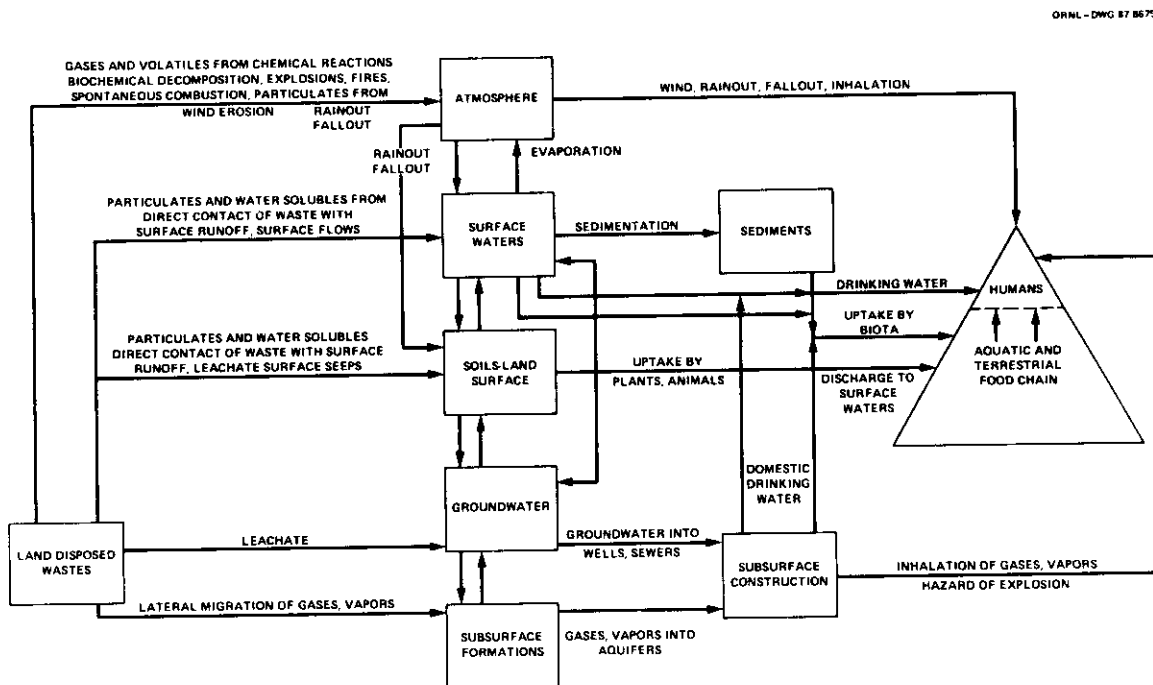 ORNL-DWG 87 8675
GASES AND VOLATILES FROM CHEMICAL REACTIONS
BIOCHEMICAL DECOMPOSITION, EXPLOSIONS, FIRES,
SPONTANEOUS COMBUSTION, PARTICULATES FROM
WIND EROSION RAINOUT
FALLOUT
ATMOSPHERE
WIND, RAINOUT, FALLOUT, INHALATION
RAINOUT
FALLOUT
EVAPORATION
PARTICULATES AND WATER SOLUBLES FROM
DIRECT CONTACT OF WASTE WITH
SURFACE RUNOFF, SURFACE FLOWS
SURFACE
WATERS
SEDIMENTATION
SEDIMENTS
DRINKING WATER
HUMANS
UPTAKE BY
BIOTA
AQUATIC AND
TERRESTRIAL
FOOD CHAIN
PARTICULATES AND WATER SOLUBLES
DIRECT CONTACT OF WASTE WITH SURFACE
RUNOFF, LEACHATE SURFACE SEEPS
SOILS-LAND
SURFACE
UPTAKE BY
PLANTS, ANIMALS
DISCHARGE TO
SURFACE
WATERS
DOMESTIC
DRINKING
WATER
GROUNDWATER
LAND DISPOSED
WASTES
LEACHATE
GROUNDWATER INTO
WELLS, SEWERS
SUBSURFACE
CONSTRUCTION
INHALATION OF GASES, VAPORS
HAZARD OF EXPLOSION
LATERAL MIGRATION OF GASES, VAPORS
SUBSURFACE
FORMATIONS
GASES, VAPORS INTO
AQUIFERS